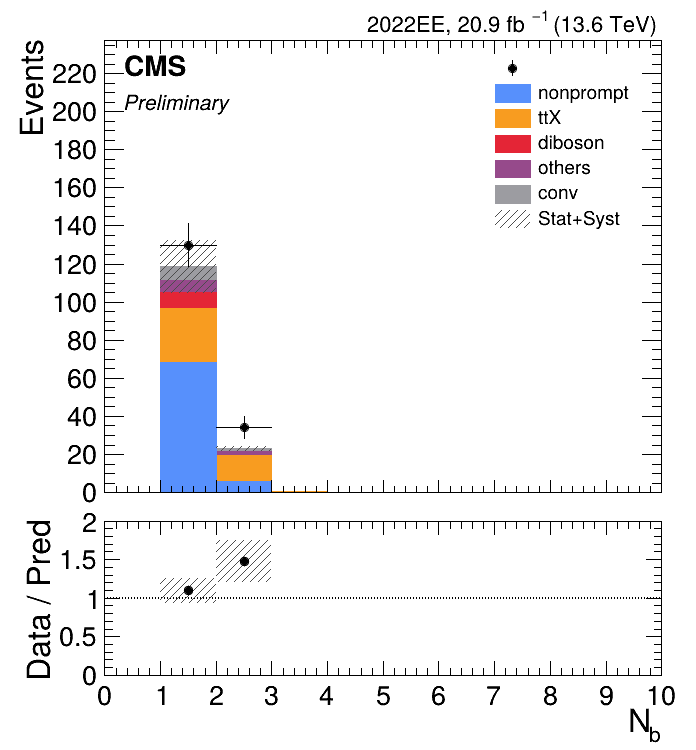 2022EE, 20.9 fb⁻¹ (13.6 TeV)
CMS
Preliminary
nonprompt
ttX
diboson
others
conv
Stat+Syst
Events
220
200
180
160
140
120
100
80
60
40
20
0
Data / Pred
2
1.5
1
0.5
0
0 1 2 3 4 5 6 7 8 9 10
N_b